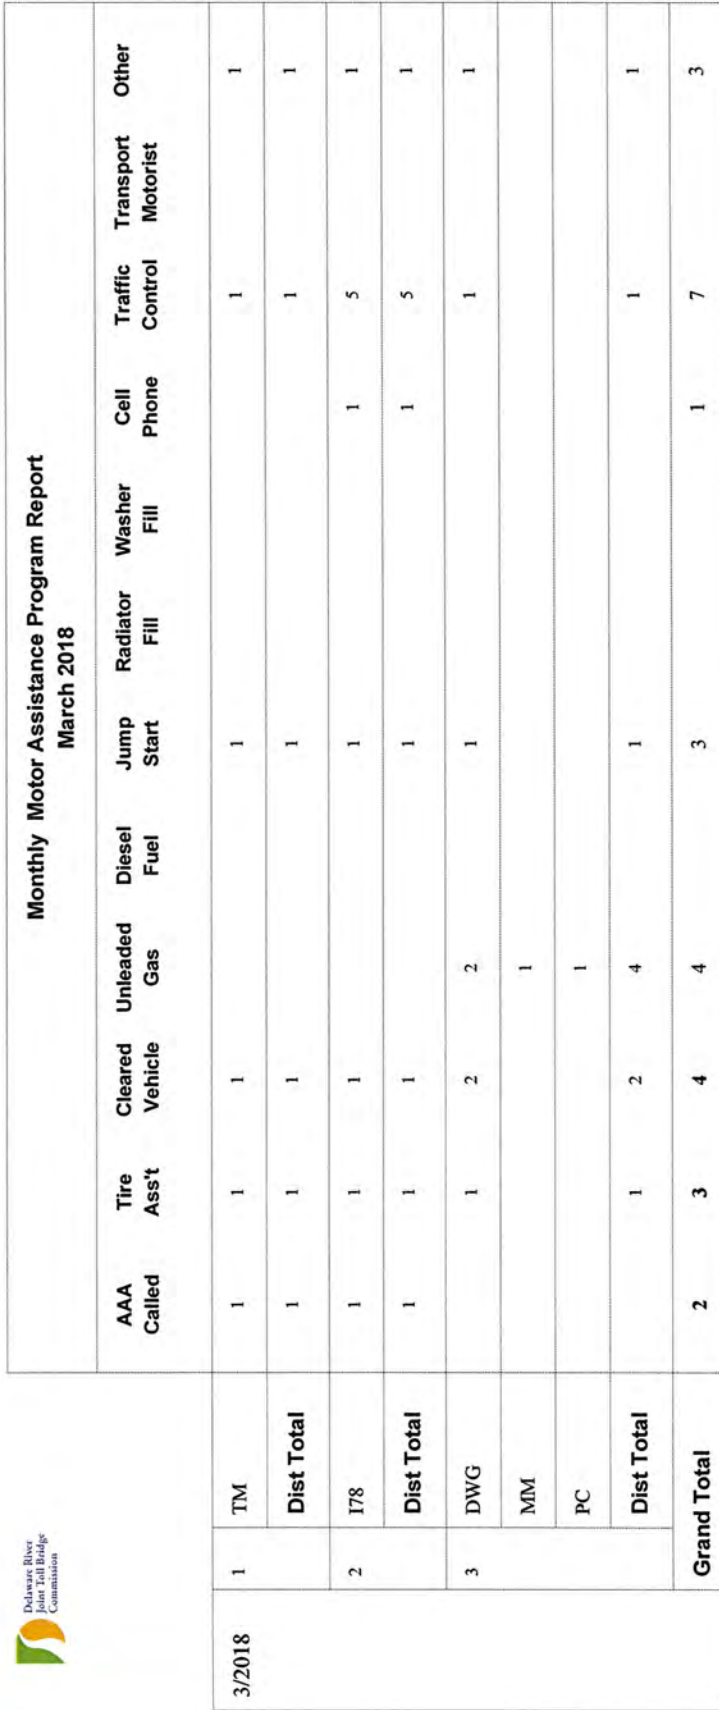 Delaware River
Joint Toll Bridge
Commission
Monthly Motor Assistance Program Report
March 2018
AAA Called Tire Ass't Cleared Vehicle Unleaded Gas Diesel Fuel Jump Start Radiator Fill Washer Fill Cell Phone Traffic Control Transport Motorist Other
3/2018 1 TM 1 1 1 1 1 1
Dist Total 1 1 1 1 1 1
2 I78 1 1 1 1 1 5 1
Dist Total 1 1 1 1 1 5 1
3 DWG 1 2 2 1 1 1
MM 1
PC 1
Dist Total 1 2 4 1 1 1
Grand Total 2 3 4 4 3 1 7 3